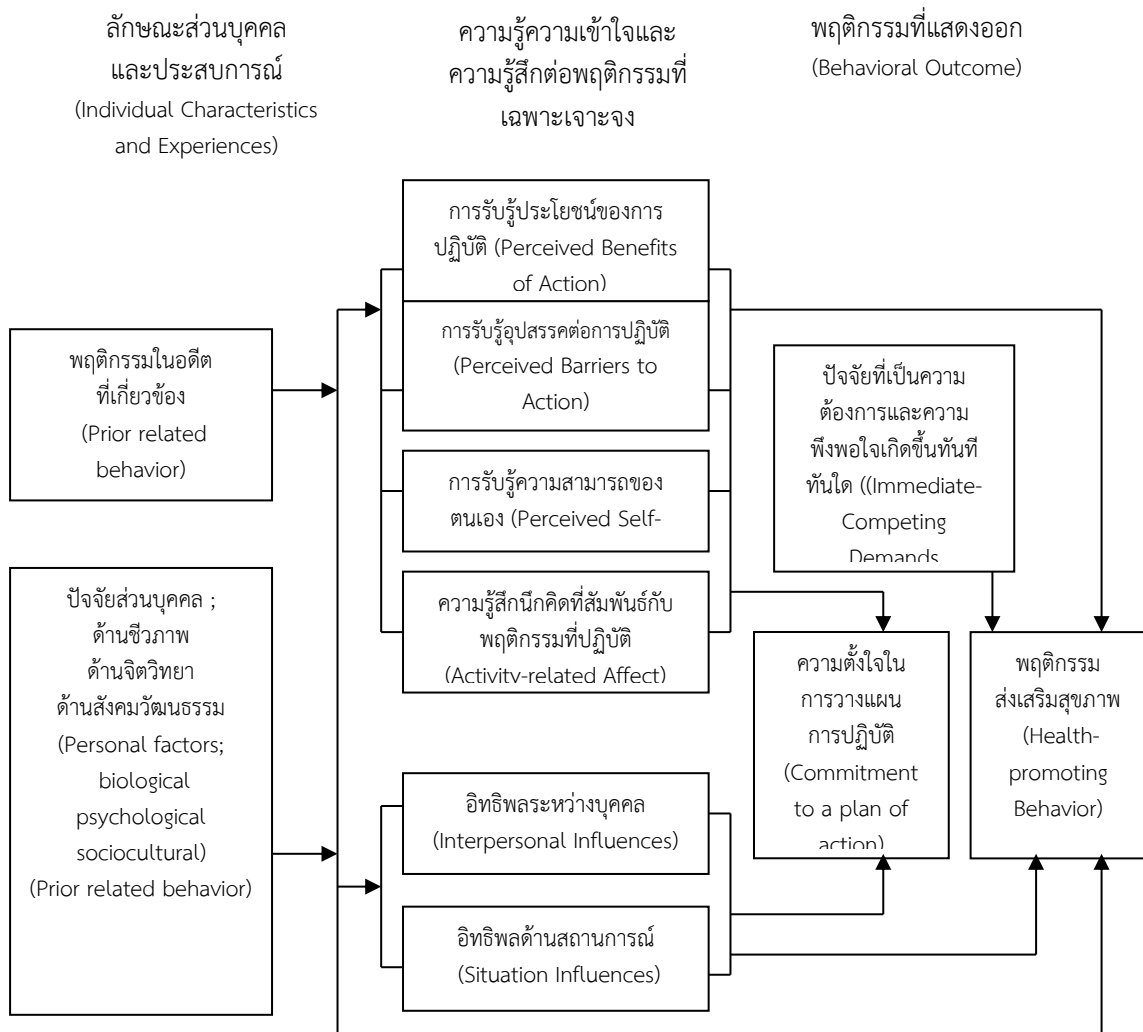 ลักษณะส่วนบุคคล
และประสบการณ์
(Individual Characteristics
and Experiences)
ความรู้ความเข้าใจและ
ความรู้สึกต่อพฤติกรรมที่
เฉพาะเจาะจง
พฤติกรรมที่แสดงออก
(Behavioral Outcome)
พฤติกรรมในอดีต
ที่เกี่ยวข้อง
(Prior related
behavior)
ปัจจัยส่วนบุคคล ;
ด้านชีวภาพ
ด้านจิตวิทยา
ด้านสังคมวัฒนธรรม
(Personal factors;
biological
psychological
sociocultural)
(Prior related behavior)
การรับรู้ประโยชน์ของการ
ปฏิบัติ (Perceived Benefits
of Action)
การรับรู้อุปสรรคต่อการปฏิบัติ
(Perceived Barriers to
Action)
การรับรู้ความสามารถของ
ตนเอง (Perceived Self-
ความรู้สึกนึกคิดที่สัมพันธ์กับ
พฤติกรรมที่ปฏิบัติ
(Activity-related Affect)
อิทธิพลระหว่างบุคคล
(Interpersonal Influences)
อิทธิพลด้านสถานการณ์
(Situation Influences)
ปัจจัยที่เป็นความ
ต้องการและความ
พึงพอใจเกิดขึ้นทันที
ทันใด ((Immediate-
Competing
Demands
ความตั้งใจใน
การวางแผน
การปฏิบัติ
(Commitment
to a plan of
action)
พฤติกรรม
ส่งเสริมสุขภาพ
(Health-
promoting
Behavior)